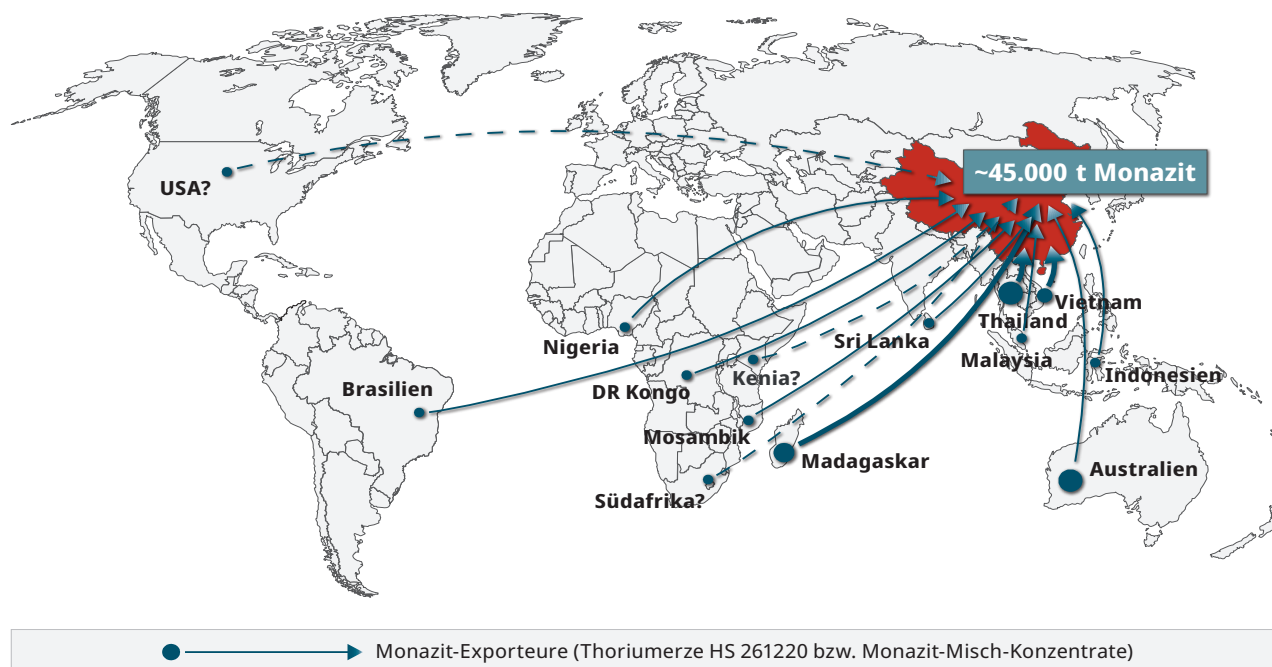 ~45.000 t Monazit
USA?
Vietnam
Thailand
Nigeria
Sri Lanka
Malaysia
Indonesien
Kenia?
Brasilien
DR Kongo
Mosambik
Madagaskar
Australien
Südafrika?
Monazit-Exporteure (Thoriumerze HS 261220 bzw. Monazit-Misch-Konzentrate)